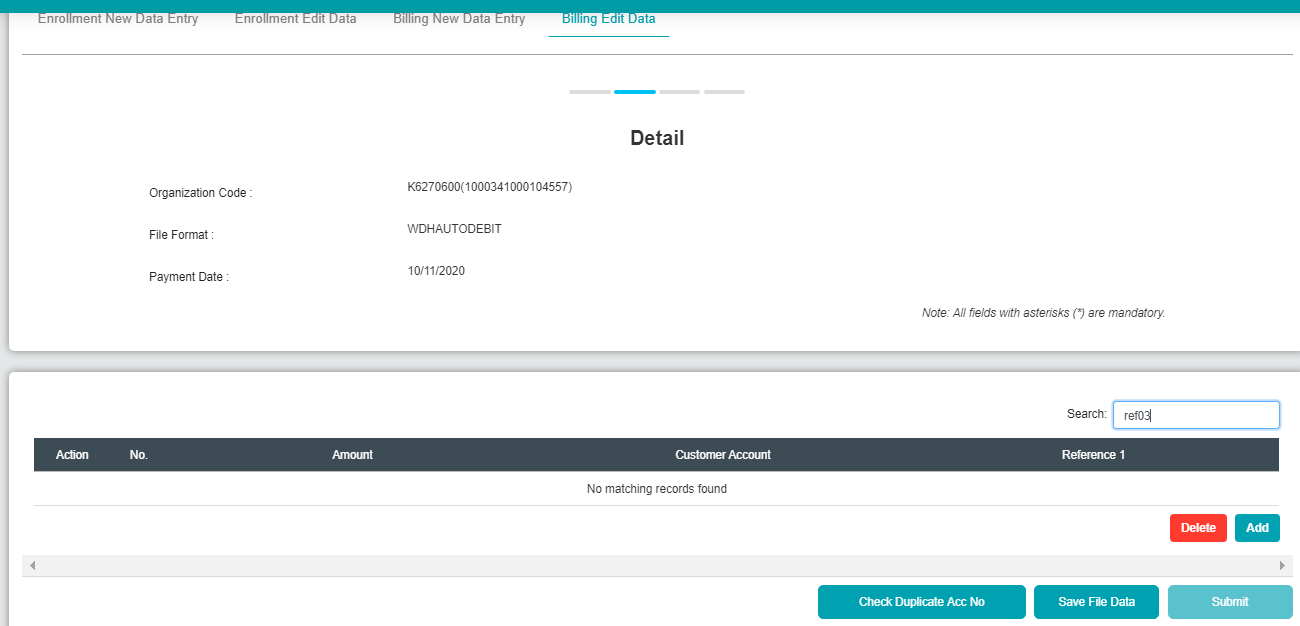 Enrollment New Data Entry Enrollment Edit Data Billing New Data Entry Billing Edit Data
Detail
Organization Code : K6270600(1000341000104557)
File Format : WDHAUTODEBIT
Payment Date : 10/11/2020
Note: All fields with asterisks (*) are mandatory.
Search: ref03
Action No. Amount Customer Account Reference 1
No matching records found
Delete Add
Check Duplicate Acc No Save File Data Submit